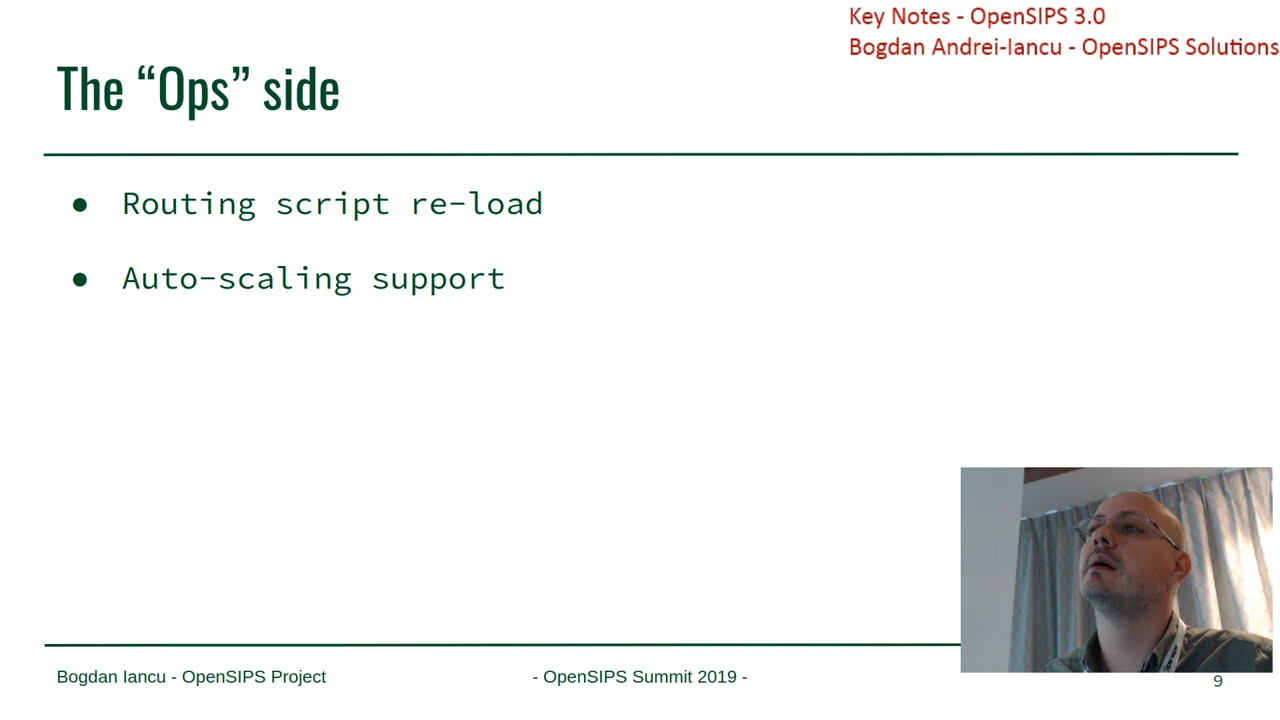 Key Notes - OpenSIPS 3.0
Bogdan Andrei-Iancu - OpenSIPS Solutions
The “Ops” side
● Routing script re-load
● Auto-scaling support
Bogdan Iancu - OpenSIPS Project
- OpenSIPS Summit 2019 -
9